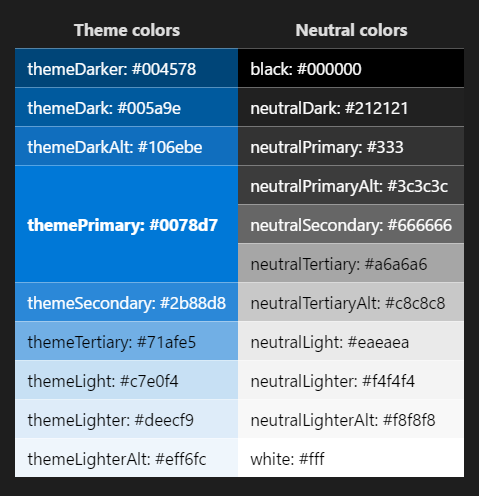 Theme colors Neutral colors
themeDarker: #004578 black: #000000
themeDark: #005a9e neutralDark: #212121
themeDarkAlt: #106ebe neutralPrimary: #333
neutralPrimaryAlt: #3c3c3c
themePrimary: #0078d7 neutralSecondary: #666666
neutralTertiary: #a6a6a6
themeSecondary: #2b88d8 neutralTertiaryAlt: #c8c8c8
themeTertiary: #71afe5 neutralLight: #eaeaea
themeLight: #c7e0f4 neutralLighter: #f4f4f4
themeLighter: #deecf9 neutralLighterAlt: #f8f8f8
themeLighterAlt: #eff6fc white: #fff